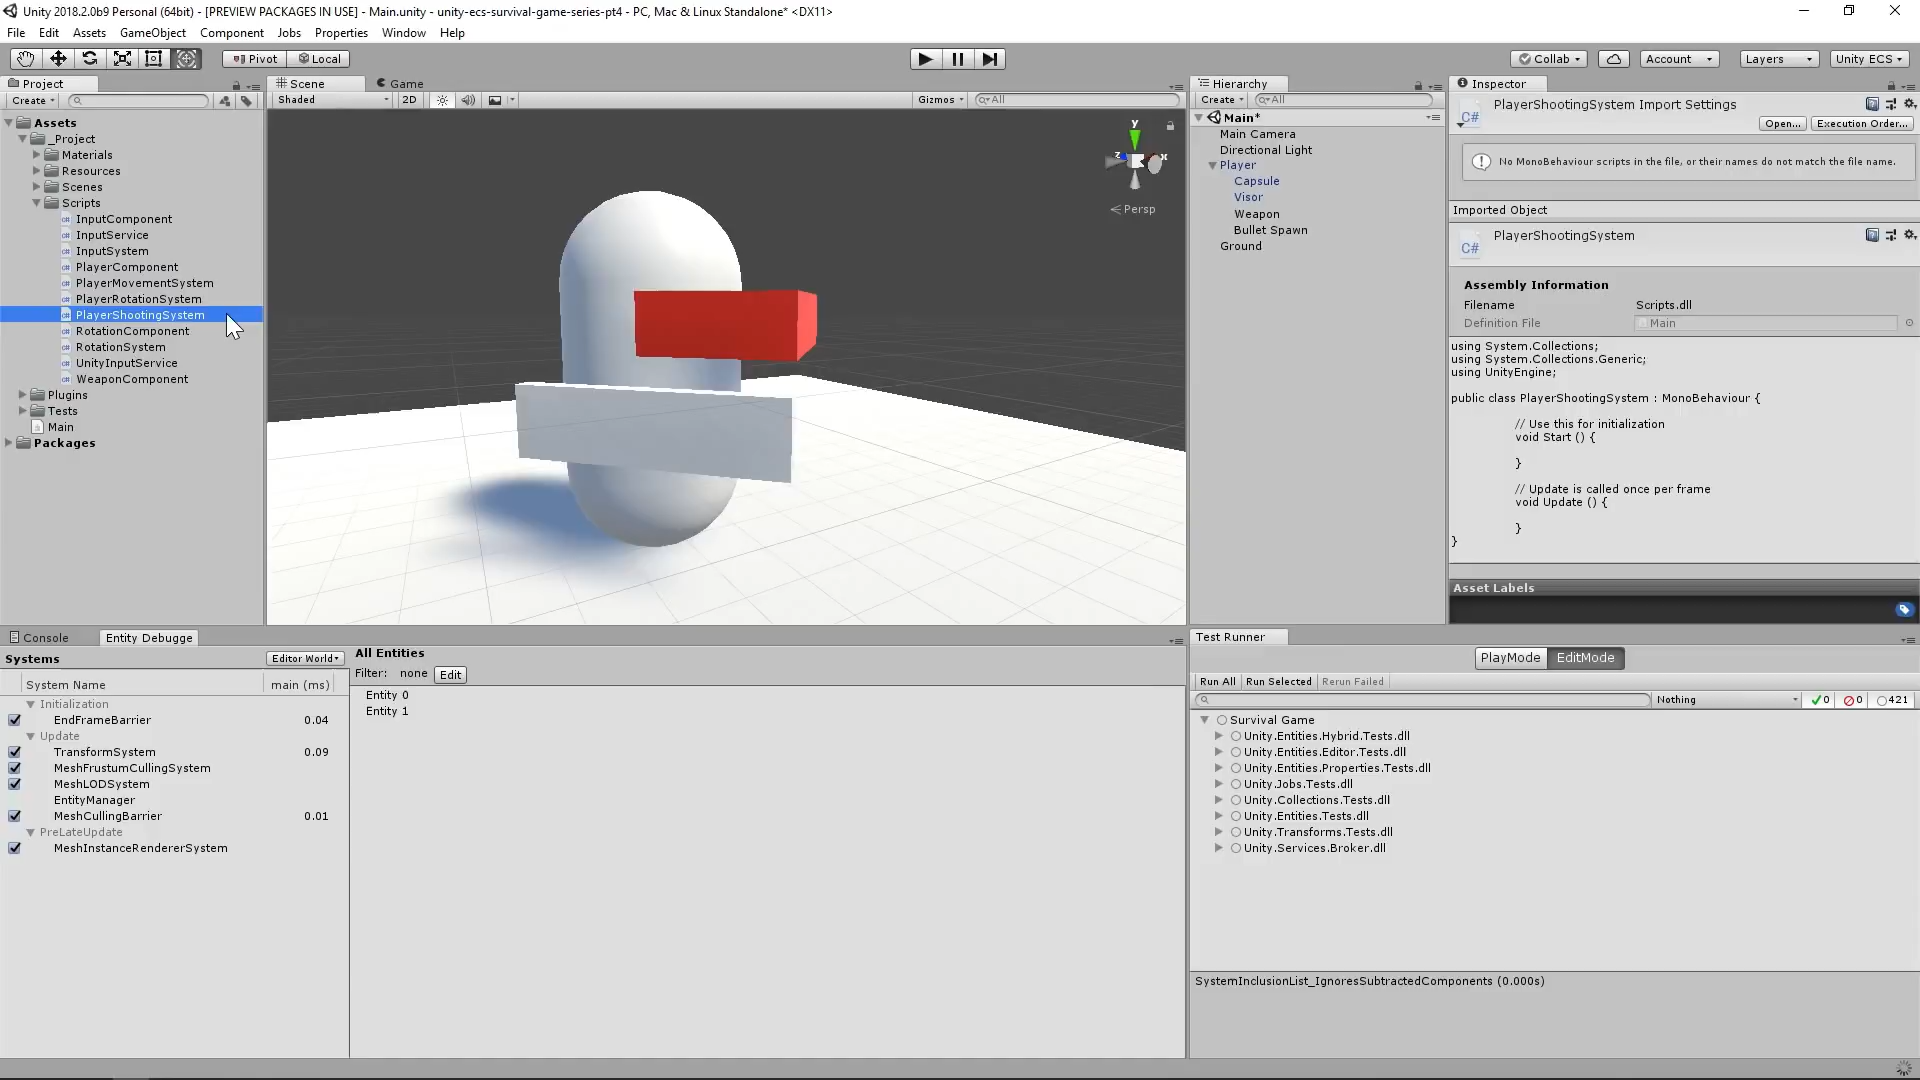 Unity 2018.2.0b9 Personal (64bit) - [PREVIEW PACKAGES IN USE] - Main.unity - unity-ecs-survival-game-series-pt4 - PC, Mac & Linux Standalone* <DX11>
File Edit Assets GameObject Component Jobs Properties Window Help
Pivot Local Collab Account Layers Unity ECS
Project
Create
Assets
_Project
Materials
Resources
Scenes
Scripts
InputComponent
InputService
InputSystem
PlayerComponent
PlayerMovementSystem
PlayerRotationSystem
PlayerShootingSystem
RotationComponent
RotationSystem
UnityInputService
WeaponComponent
Plugins
Tests
Main
Packages
Scene Game
Shaded 2D Gizmos All
y
z x
Persp
Hierarchy
Create All
Main*
Main Camera
Directional Light
Player
Capsule
Visor
Weapon
Bullet Spawn
Ground
Inspector
PlayerShootingSystem Import Settings
C#
Open... Execution Order...
No MonoBehaviour scripts in the file, or their names do not match the file name.
Imported Object
PlayerShootingSystem
C#
Assembly Information
Filename Scripts.dll
Definition File Main
using System.Collections;
using System.Collections.Generic;
using UnityEngine;
public class PlayerShootingSystem : MonoBehaviour {
// Use this for initialization
void Start () {
}
// Update is called once per frame
void Update () {
}
}
Asset Labels
Console Entity Debugge
Systems Editor World
System Name main (ms)
Initialization
EndFrameBarrier 0.04
Update
TransformSystem 0.09
MeshFrustumCullingSystem
MeshLODSystem
EntityManager
MeshCullingBarrier 0.01
PreLateUpdate
MeshInstanceRendererSystem
All Entities
Filter: none Edit
Entity 0
Entity 1
Test Runner
PlayMode EditMode
Run All Run Selected Rerun Failed
Nothing 0 0 421
Survival Game
Unity.Entities.Hybrid.Tests.dll
Unity.Entities.Editor.Tests.dll
Unity.Entities.Properties.Tests.dll
Unity.Jobs.Tests.dll
Unity.Collections.Tests.dll
Unity.Entities.Tests.dll
Unity.Transforms.Tests.dll
Unity.Services.Broker.dll
SystemInclusionList_IgnoresSubtractedComponents (0.000s)